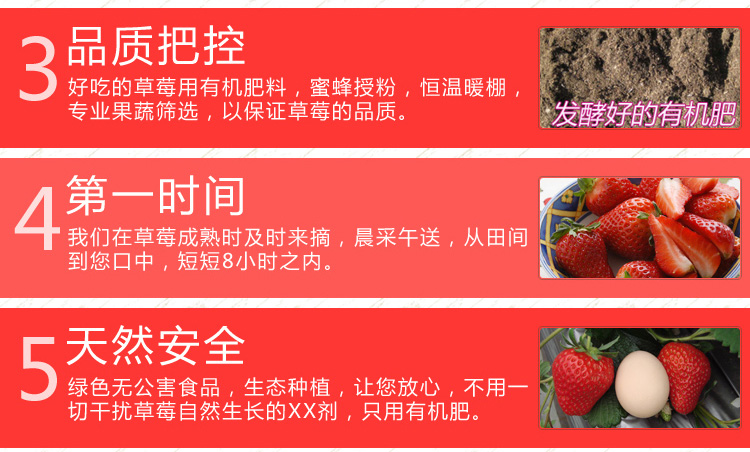 3
品质把控
好吃的草莓用有机肥料，蜜蜂授粉，恒温暖棚，
专业果蔬筛选，以保证草莓的品质。
发酵好的有机肥
4
第一时间
我们在草莓成熟时及时来摘，晨采午送，从田间
到您口中，短短8小时之内。
5
天然安全
绿色无公害食品，生态种植，让您放心，不用一
切干扰草莓自然生长的XX剂，只用有机肥。